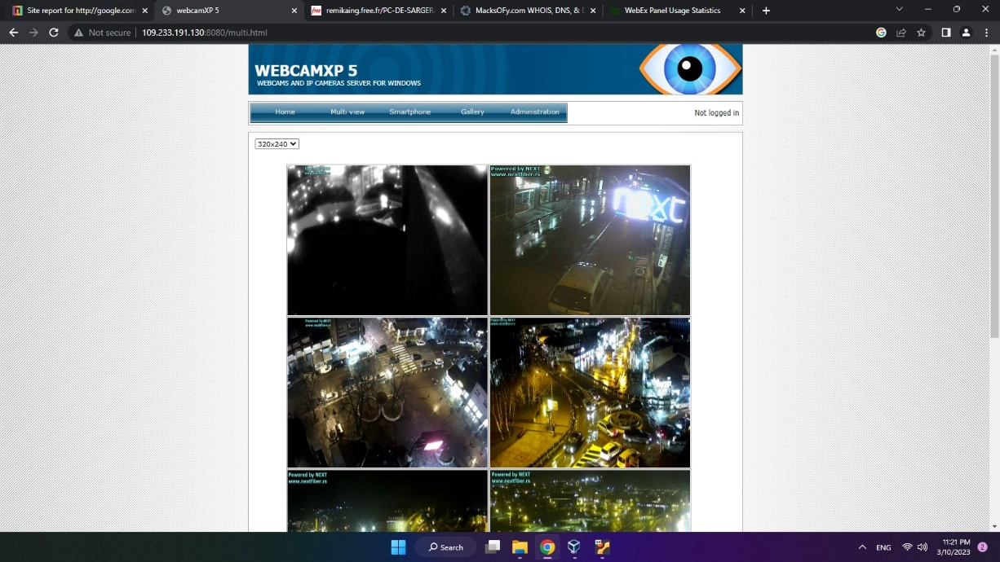 Site report for http://google.com
webcamXP 5
free
remikaing.free.fr/PC-DE-SARGER
MacksOFy.com WHOIS, DNS, & D
WebEx Panel Usage Statistics
Not secure
109.233.191.130:8080/multi.html
WEBCAMXP 5
WEBCAMS AND IP CAMERAS SERVER FOR WINDOWS
Home
Multi view
Smartphone
Gallery
Administration
Not logged in
320x240
Powered by NEXT
www.nextfiber.rs
next
Powered by NEXT
www.nextfiber.rs
Powered by NEXT
www.nextfiber.rs
Powered by NEXT
www.nextfiber.rs
Powered by NEXT
www.nextfiber.rs
Search
ENG
11:21 PM
3/10/2023
2